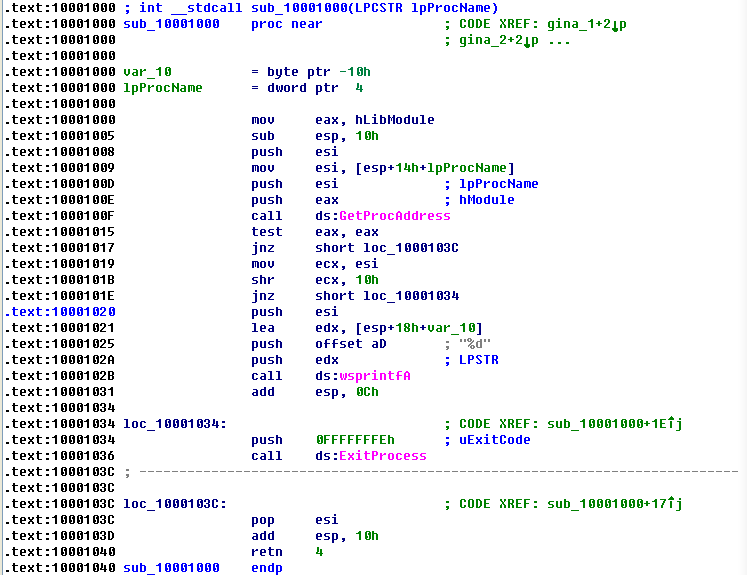 .text:10001000 ; int __stdcall sub_10001000(LPCSTR lpProcName)
.text:10001000 sub_10001000    proc near               ; CODE XREF: gina_1+2↓p
.text:10001000                                         ; gina_2+2↓p ...
.text:10001000
.text:10001000 var_10          = byte ptr -10h
.text:10001000 lpProcName      = dword ptr  4
.text:10001000
.text:10001000                 mov     eax, hLibModule
.text:10001005                 sub     esp, 10h
.text:10001008                 push    esi
.text:10001009                 mov     esi, [esp+14h+lpProcName]
.text:1000100D                 push    esi             ; lpProcName
.text:1000100E                 push    eax             ; hModule
.text:1000100F                 call    ds:GetProcAddress
.text:10001015                 test    eax, eax
.text:10001017                 jnz     short loc_1000103C
.text:10001019                 mov     ecx, esi
.text:1000101B                 shr     ecx, 10h
.text:1000101E                 jnz     short loc_10001034
.text:10001020                 push    esi
.text:10001021                 lea     edx, [esp+18h+var_10]
.text:10001025                 push    offset aD       ; "%d"
.text:1000102A                 push    edx             ; LPSTR
.text:1000102B                 call    ds:wsprintfA
.text:10001031                 add     esp, 0Ch
.text:10001034
.text:10001034 loc_10001034:                           ; CODE XREF: sub_10001000+1E↑j
.text:10001034                 push    0FFFFFFFEh      ; uExitCode
.text:10001036                 call    ds:ExitProcess
.text:1000103C ; ---------------------------------------------------------------------------
.text:1000103C
.text:1000103C loc_1000103C:                           ; CODE XREF: sub_10001000+17↑j
.text:1000103C                 pop     esi
.text:1000103D                 add     esp, 10h
.text:10001040                 retn    4
.text:10001040 sub_10001000    endp